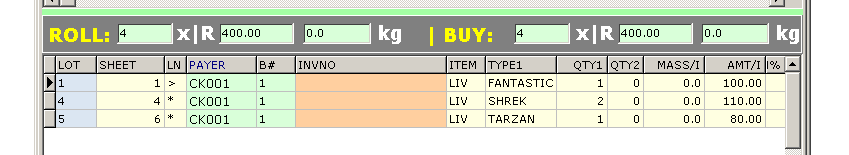 ROLL: 4 x|R 400.00 0.0 kg | BUY: 4 x|R 400.00 0.0 kg
LOT SHEET LN PAYER B# INVNO ITEM TYPE1 QTY1 QTY2 MASS/I AMT/I I%
1 1 > CK001 1 LIV FANTASTIC 1 0 0.0 100.00
4 4 * CK001 1 LIV SHREK 2 0 0.0 110.00
5 6 * CK001 1 LIV TARZAN 1 0 0.0 80.00